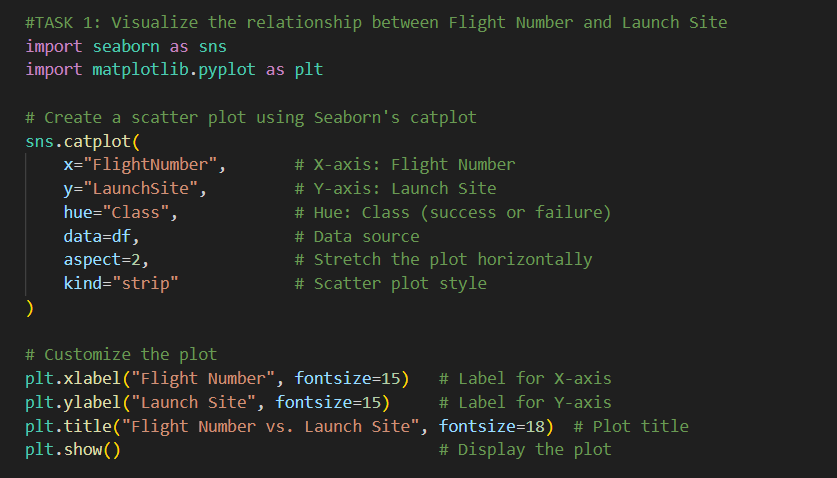 #TASK 1: Visualize the relationship between Flight Number and Launch Site
import seaborn as sns
import matplotlib.pyplot as plt

# Create a scatter plot using Seaborn's catplot
sns.catplot(
    x="FlightNumber",       # X-axis: Flight Number
    y="LaunchSite",         # Y-axis: Launch Site
    hue="Class",            # Hue: Class (success or failure)
    data=df,                # Data source
    aspect=2,               # Stretch the plot horizontally
    kind="strip"            # Scatter plot style
)

# Customize the plot
plt.xlabel("Flight Number", fontsize=15)   # Label for X-axis
plt.ylabel("Launch Site", fontsize=15)     # Label for Y-axis
plt.title("Flight Number vs. Launch Site", fontsize=18)  # Plot title
plt.show()                                 # Display the plot